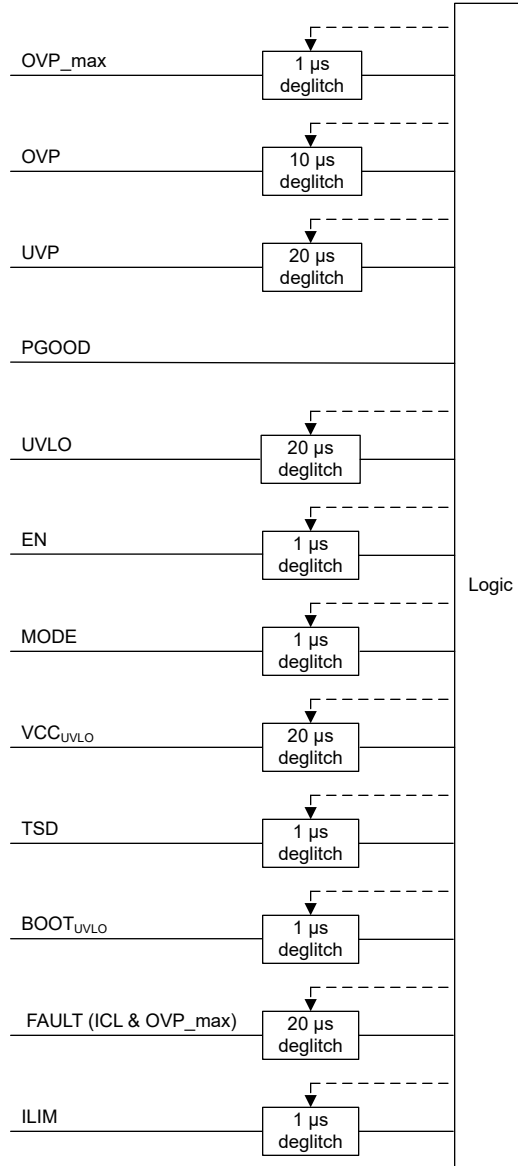 OVP_max
1 µs
deglitch
OVP
10 µs
deglitch
UVP
20 µs
deglitch
PGOOD
UVLO
20 µs
deglitch
EN
1 µs
deglitch
Logic
MODE
1 µs
deglitch
VCCUVLO
20 µs
deglitch
TSD
1 µs
deglitch
BOOTUVLO
1 µs
deglitch
FAULT (ICL & OVP_max)
20 µs
deglitch
ILIM
1 µs
deglitch